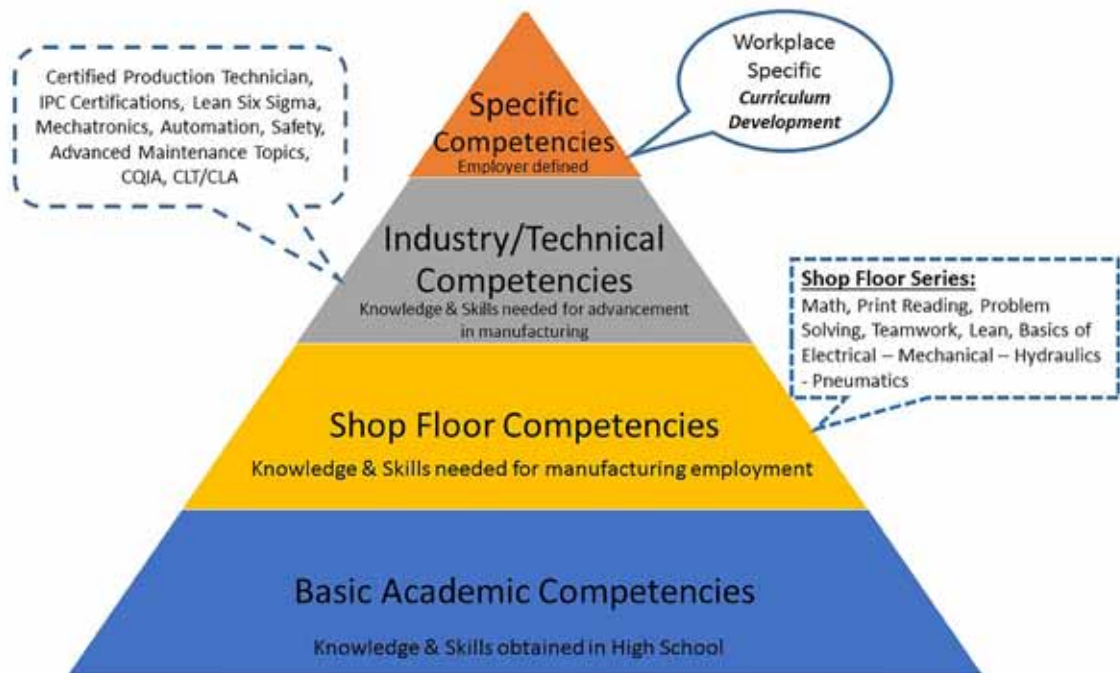 Certified Production Technician,
IPC Certifications, Lean Six Sigma,
Mechatronics, Automation, Safety,
Advanced Maintenance Topics,
CQIA, CLT/CLA
Workplace
Specific
Curriculum
Development
Specific
Competencies
Employer defined
Industry/Technical
Competencies
Knowledge & Skills needed for advancement
in manufacturing
Shop Floor Series:
Math, Print Reading, Problem
Solving, Teamwork, Lean, Basics of
Electrical – Mechanical – Hydraulics
- Pneumatics
Shop Floor Competencies
Knowledge & Skills needed for manufacturing employment
Basic Academic Competencies
Knowledge & Skills obtained in High School